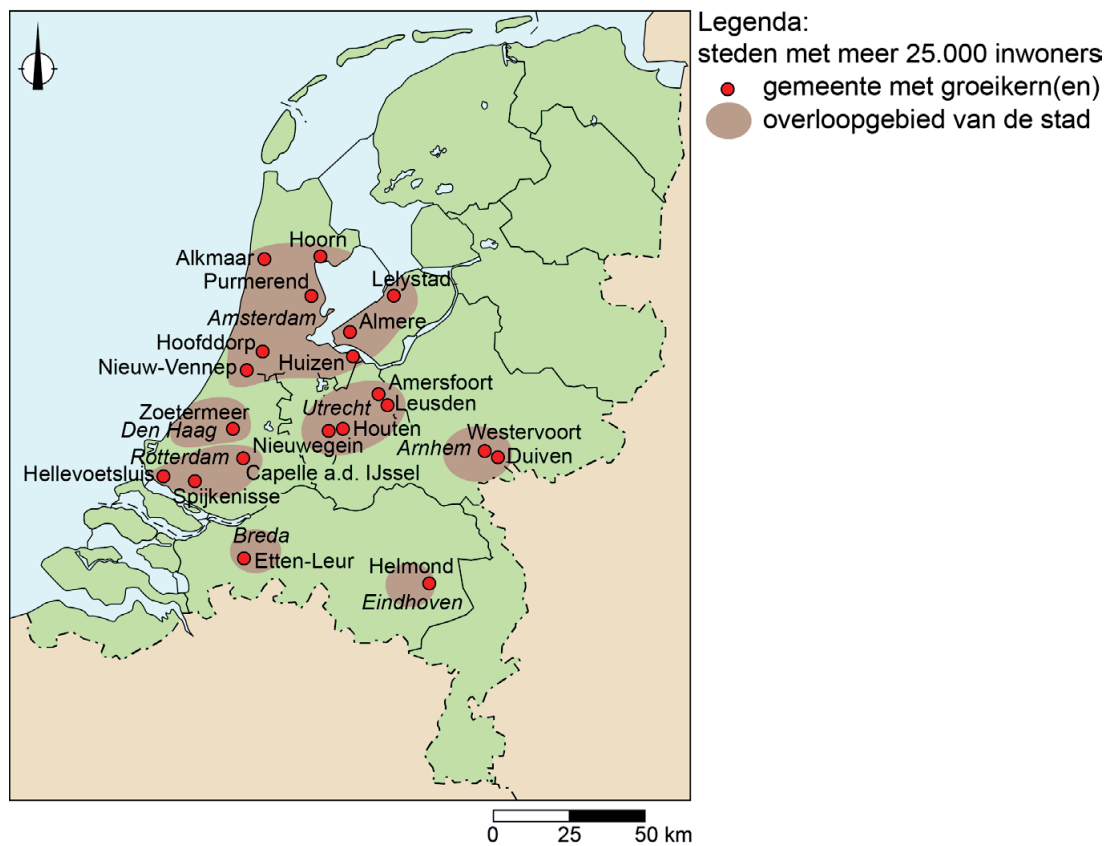 Legenda:
steden met meer 25.000 inwoners
gemeente met groeikern(en)
overloopgebied van de stad
Hoorn
Alkmaar
Purmerend
Lelystad
Amsterdam
Almere
Hoofddorp
Huizen
Nieuw-Vennep
Amersfoort
Leusden
Utrecht
Zoetermeer
Den Haag
Houten
Westervoort
Nieuwegein
Arnhem
Duiven
Rotterdam
Capelle a.d. IJssel
Hellevoetsluis
Spijkenisse
Breda
Etten-Leur
Helmond
Eindhoven
0 25 50 km